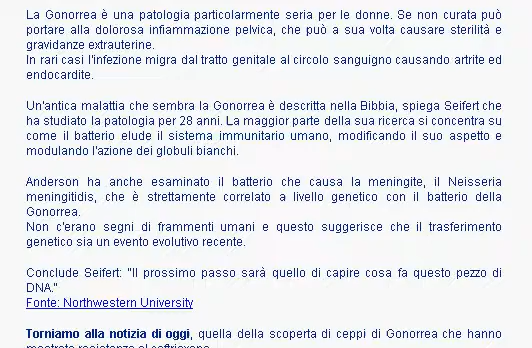 La Gonorrea è una patologia particolarmente seria per le donne. Se non curata può
portare alla dolorosa infiammazione pelvica, che può a sua volta causare sterilità e
gravidanze extrauterine.
In rari casi l'infezione migra dal tratto genitale al circolo sanguigno causando artrite ed
endocardite.
Un'antica malattia che sembra la Gonorrea è descritta nella Bibbia, spiega Seifert che
ha studiato la patologia per 28 anni. La maggior parte della sua ricerca si concentra su
come il batterio elude il sistema immunitario umano, modificando il suo aspetto e
modulando l'azione dei globuli bianchi.
Anderson ha anche esaminato il batterio che causa la meningite, il Neisseria
meningitidis, che è strettamente correlato a livello genetico con il batterio della
Gonorrea.
Non c'erano segni di frammenti umani e questo suggerisce che il trasferimento
genetico sia un evento evolutivo recente.
Conclude Seifert: "Il prossimo passo sarà quello di capire cosa fa questo pezzo di
DNA."
Fonte: Northwestern University
Torniamo alla notizia di oggi, quella della scoperta di ceppi di Gonorrea che hanno